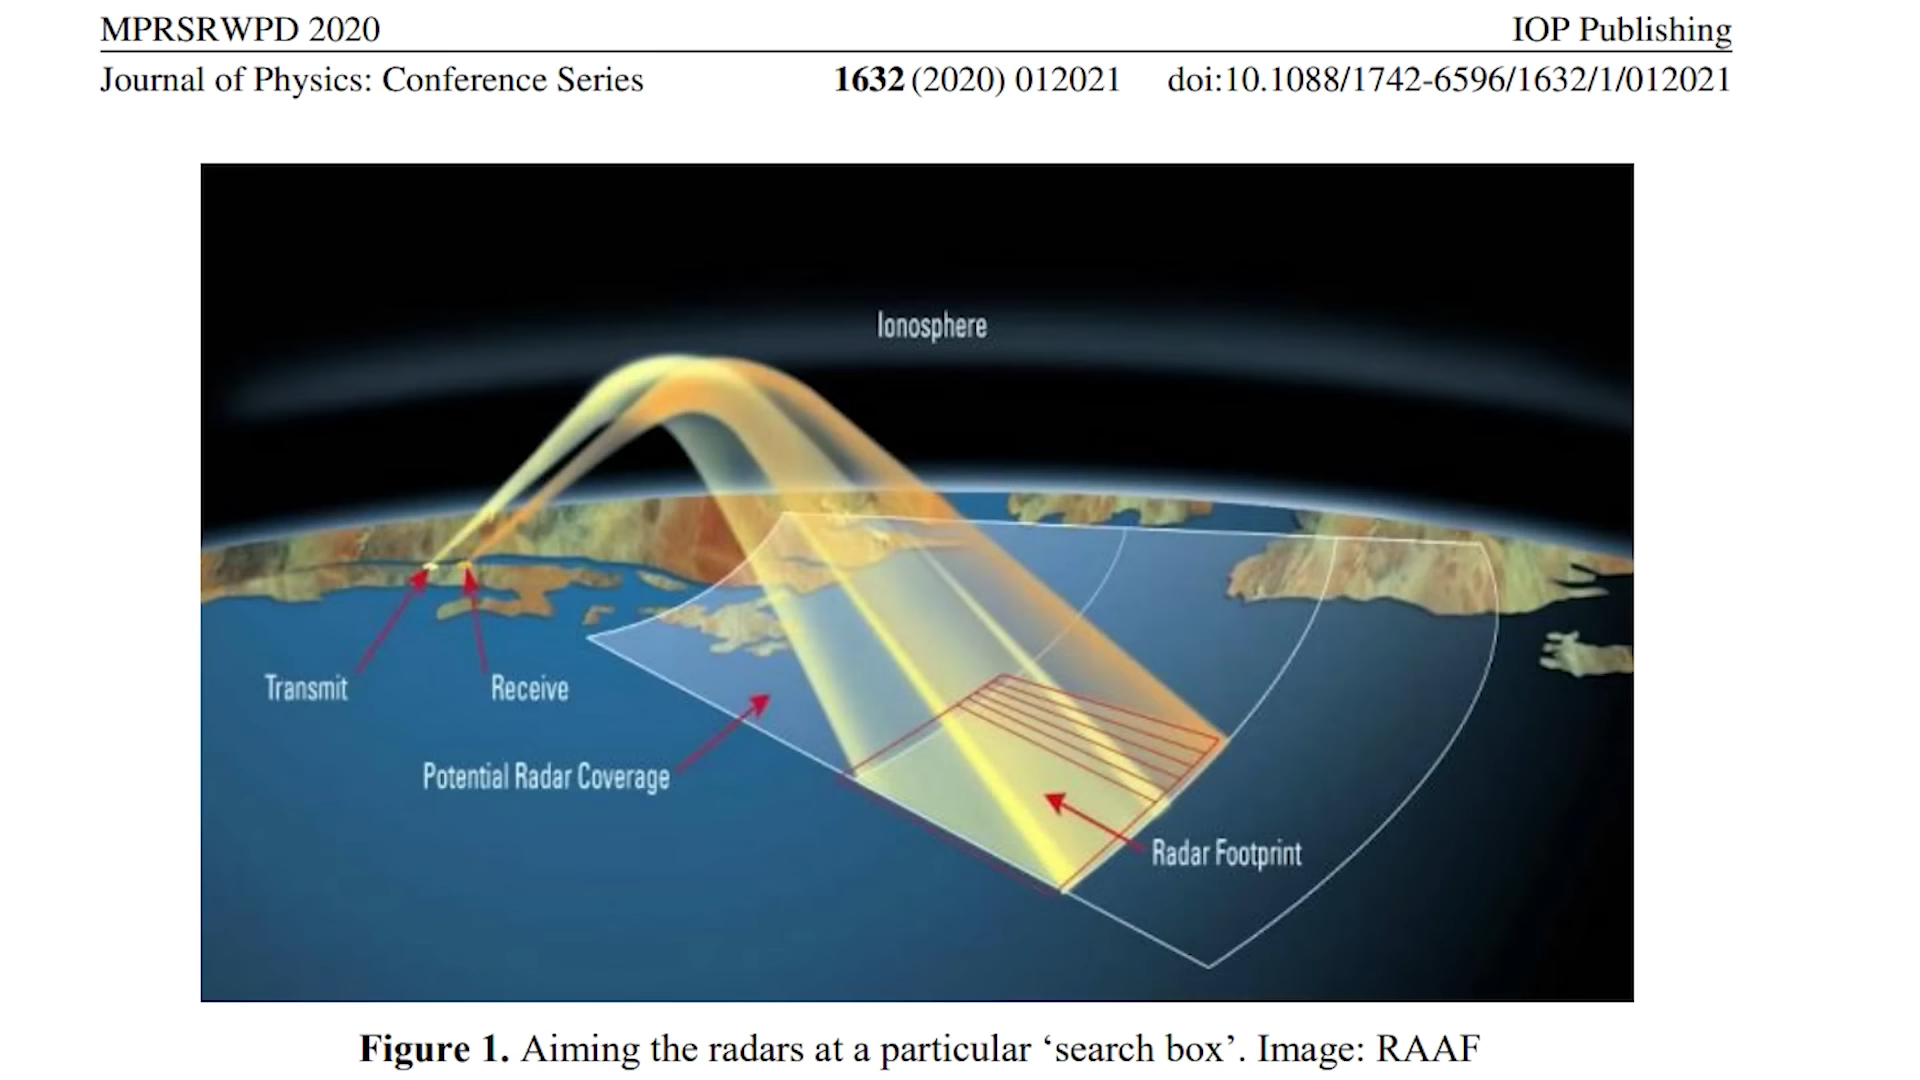 MPRSRWPD 2020 IOP Publishing
Journal of Physics: Conference Series 1632 (2020) 012021 doi:10.1088/1742-6596/1632/1/012021
Ionosphere
Transmit
Receive
Potential Radar Coverage
Radar Footprint
Figure 1. Aiming the radars at a particular ‘search box’. Image: RAAF